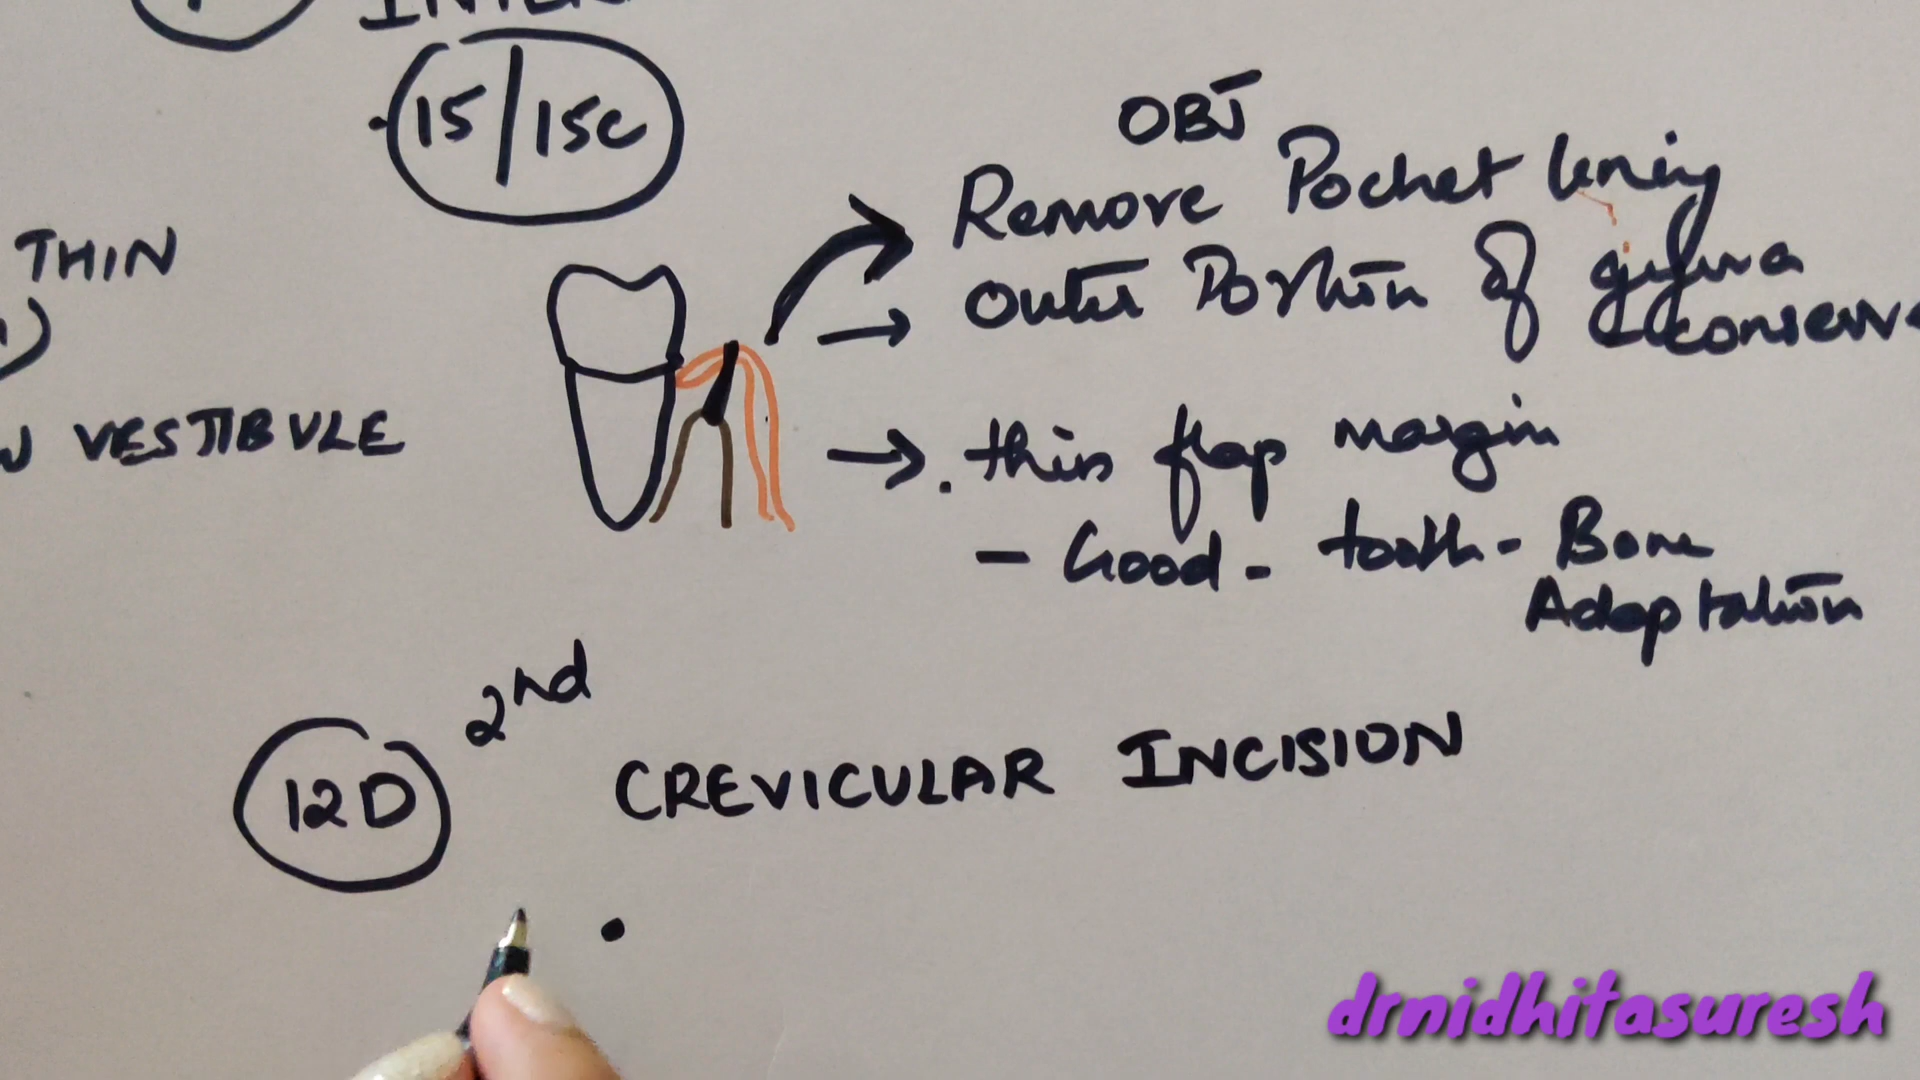 15/15c
OBJ
Remove Pocket lining
THIN
outer Portion of gingiva
conserve
VESTIBULE
thin flap margin
- Good - tooth - Bone
Adaptation
2nd
12D
CREVICULAR INCISION
drnidhitasuresh